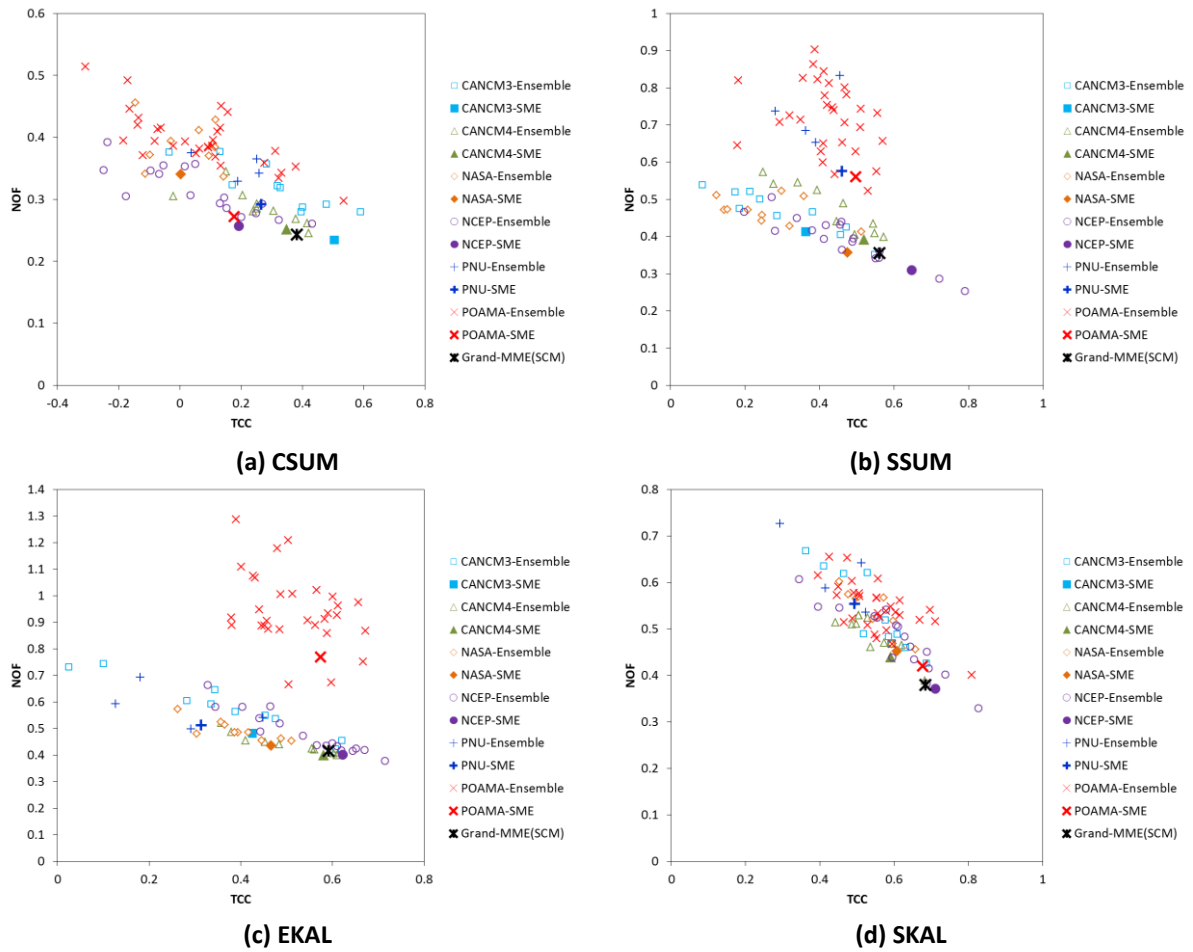 0.6
0.5
0.4
0.3
0.2
0.1
0
NOF
-0.4
-0.2
0
0.2
0.4
0.6
0.8
TCC
CANCM3-Ensemble
CANCM3-SME
CANCM4-Ensemble
CANCM4-SME
NASA-Ensemble
NASA-SME
NCEP-Ensemble
NCEP-SME
PNU-Ensemble
PNU-SME
POAMA-Ensemble
POAMA-SME
Grand-MME(SCM)
(a) CSUM
1
0.9
0.8
0.7
0.6
0.5
0.4
0.3
0.2
0.1
0
NOF
0
0.2
0.4
0.6
0.8
1
TCC
CANCM3-Ensemble
CANCM3-SME
CANCM4-Ensemble
CANCM4-SME
NASA-Ensemble
NASA-SME
NCEP-Ensemble
NCEP-SME
PNU-Ensemble
PNU-SME
POAMA-Ensemble
POAMA-SME
Grand-MME(SCM)
(b) SSUM
1.4
1.3
1.2
1.1
1
0.9
0.8
0.7
0.6
0.5
0.4
0.3
0.2
0.1
0
NOF
0
0.2
0.4
0.6
0.8
TCC
CANCM3-Ensemble
CANCM3-SME
CANCM4-Ensemble
CANCM4-SME
NASA-Ensemble
NASA-SME
NCEP-Ensemble
NCEP-SME
PNU-Ensemble
PNU-SME
POAMA-Ensemble
POAMA-SME
Grand-MME(SCM)
(c) EKAL
0.8
0.7
0.6
0.5
0.4
0.3
0.2
0.1
0
NOF
0
0.2
0.4
0.6
0.8
1
TCC
CANCM3-Ensemble
CANCM3-SME
CANCM4-Ensemble
CANCM4-SME
NASA-Ensemble
NASA-SME
NCEP-Ensemble
NCEP-SME
PNU-Ensemble
PNU-SME
POAMA-Ensemble
POAMA-SME
Grand-MME(SCM)
(d) SKAL